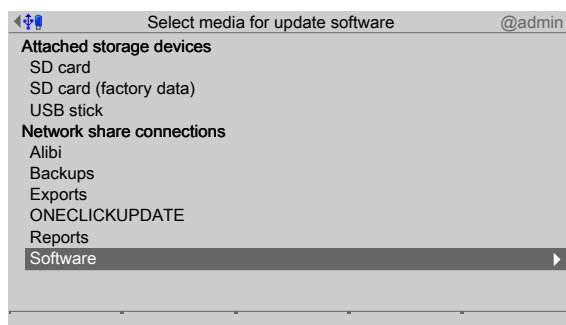 Select media for update software @admin
Attached storage devices
SD card
SD card (factory data)
USB stick
Network share connections
Alibi
Backups
Exports
ONECLICKUPDATE
Reports
Software